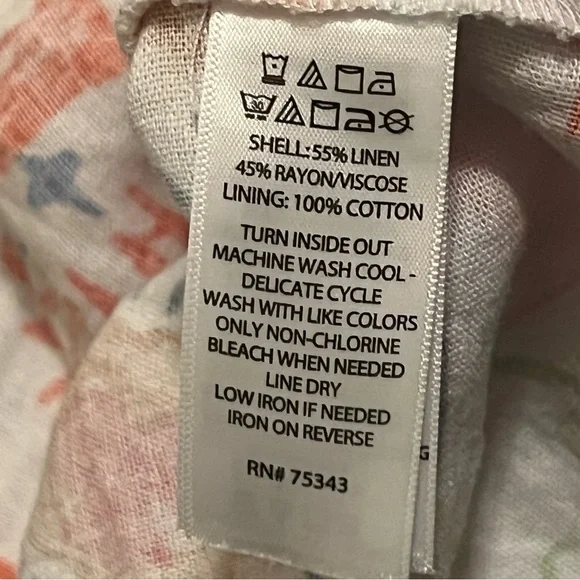 30
SHELL:55% LINEN
45% RAYON/VISCOSE
LINING: 100% COTTON
TURN INSIDE OUT
MACHINE WASH COOL -
DELICATE CYCLE
WASH WITH LIKE COLORS
ONLY NON-CHLORINE
BLEACH WHEN NEEDED
LINE DRY
LOW IRON IF NEEDED
IRON ON REVERSE
G
RN# 75343